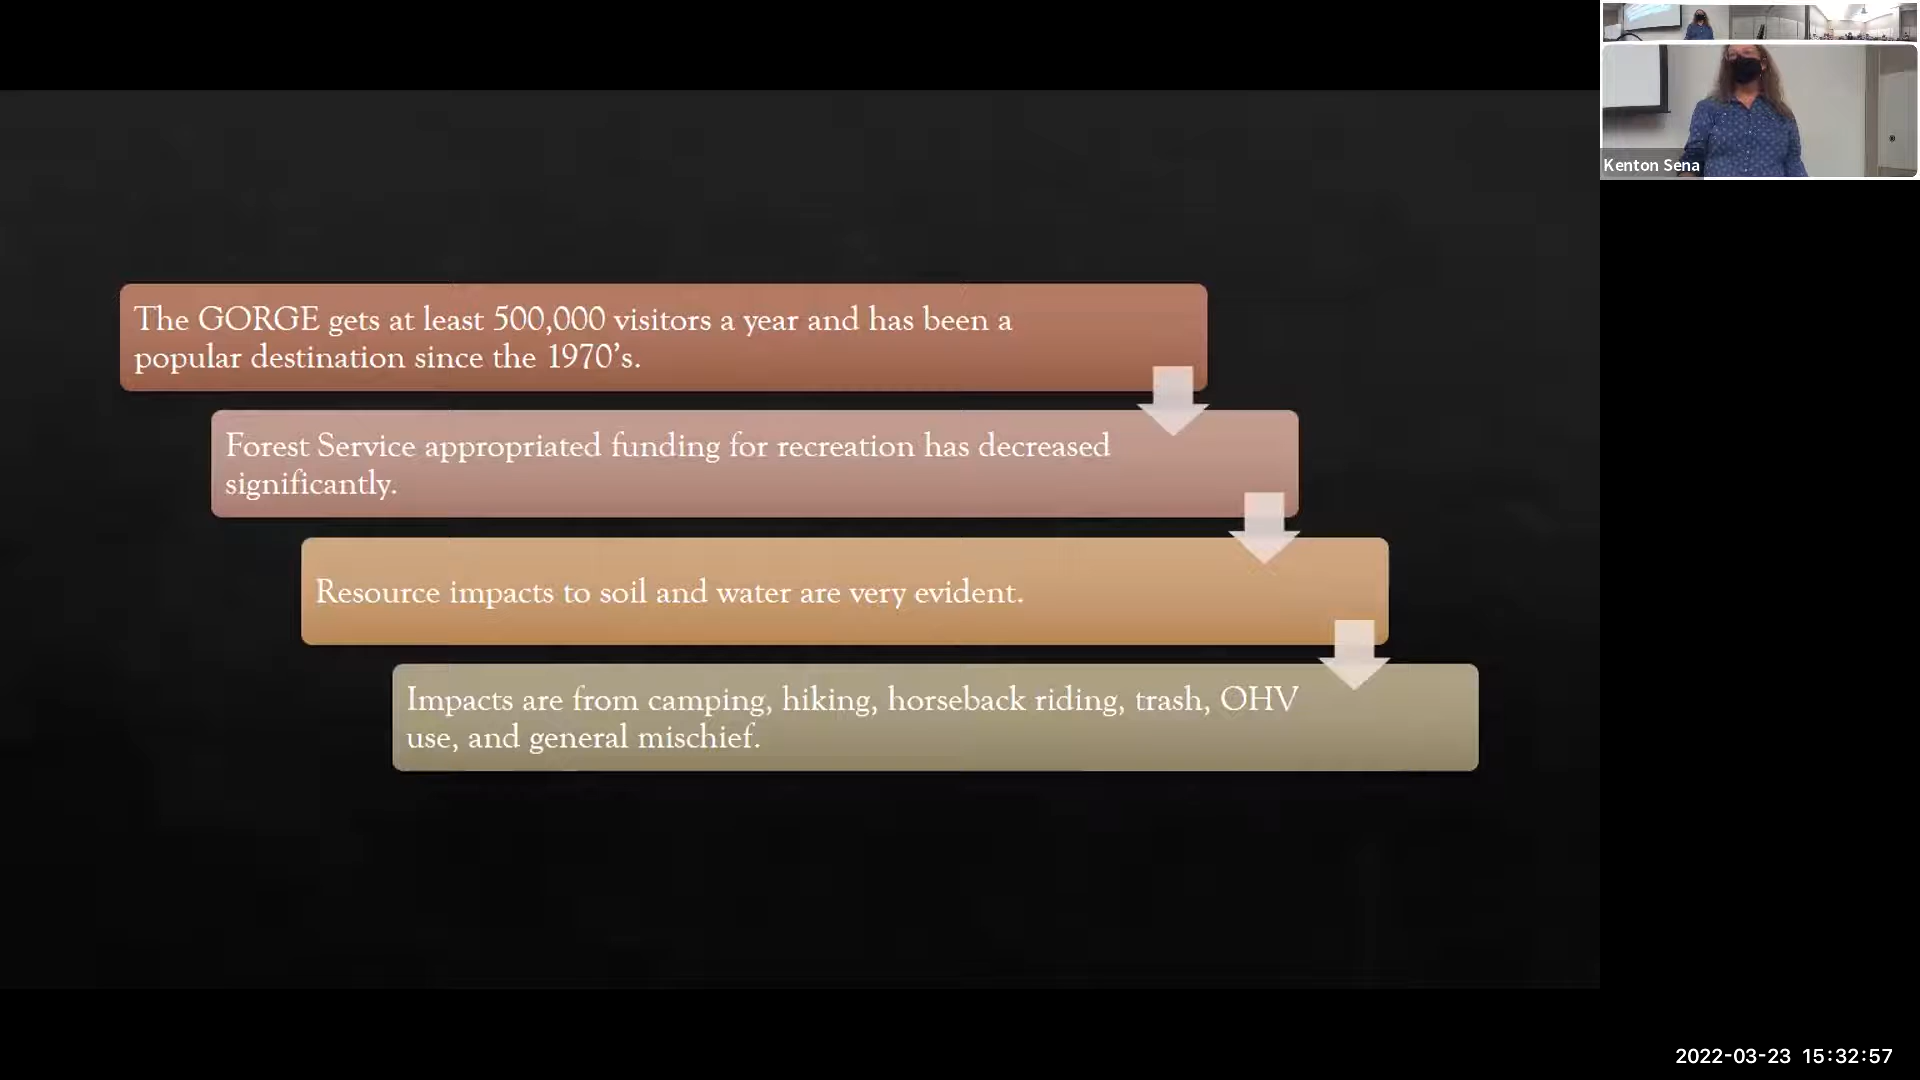 The GORGE gets at least 500,000 visitors a year and has been a
popular destination since the 1970’s.
Forest Service appropriated funding for recreation has decreased
significantly.
Resource impacts to soil and water are very evident.
Impacts are from camping, hiking, horseback riding, trash, OHV
use, and general mischief.
Kenton Sena
2022-03-23 15:32:57